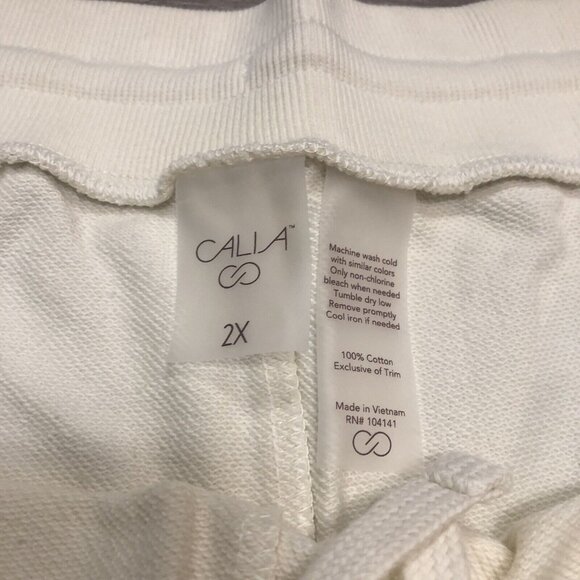 CALIA™
2X
Machine wash cold
with similar colors
Only non-chlorine
bleach when needed
Tumble dry low
Remove promptly
Cool iron if needed
100% Cotton
Exclusive of Trim
Made in Vietnam
RN# 104141